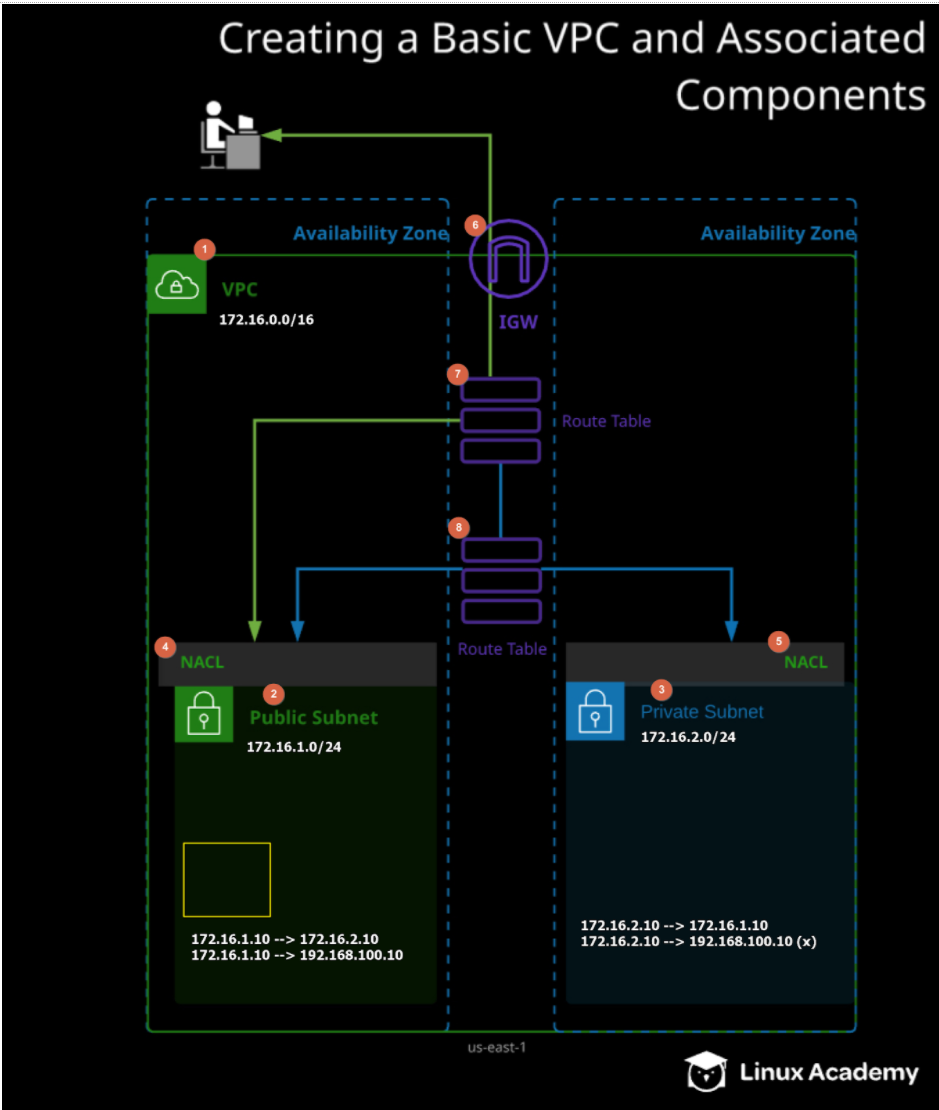 Creating a Basic VPC and Associated
Components
6
Availability Zone
Availability Zone
1
VPC
172.16.0.0/16
IGW
7
Route Table
8
4
NACL
Route Table
5
NACL
2
Public Subnet
172.16.1.0/24
3
Private Subnet
172.16.2.0/24
172.16.1.10 --> 172.16.2.10
172.16.1.10 --> 192.168.100.10
172.16.2.10 --> 172.16.1.10
172.16.2.10 --> 192.168.100.10 (x)
us-east-1
Linux Academy